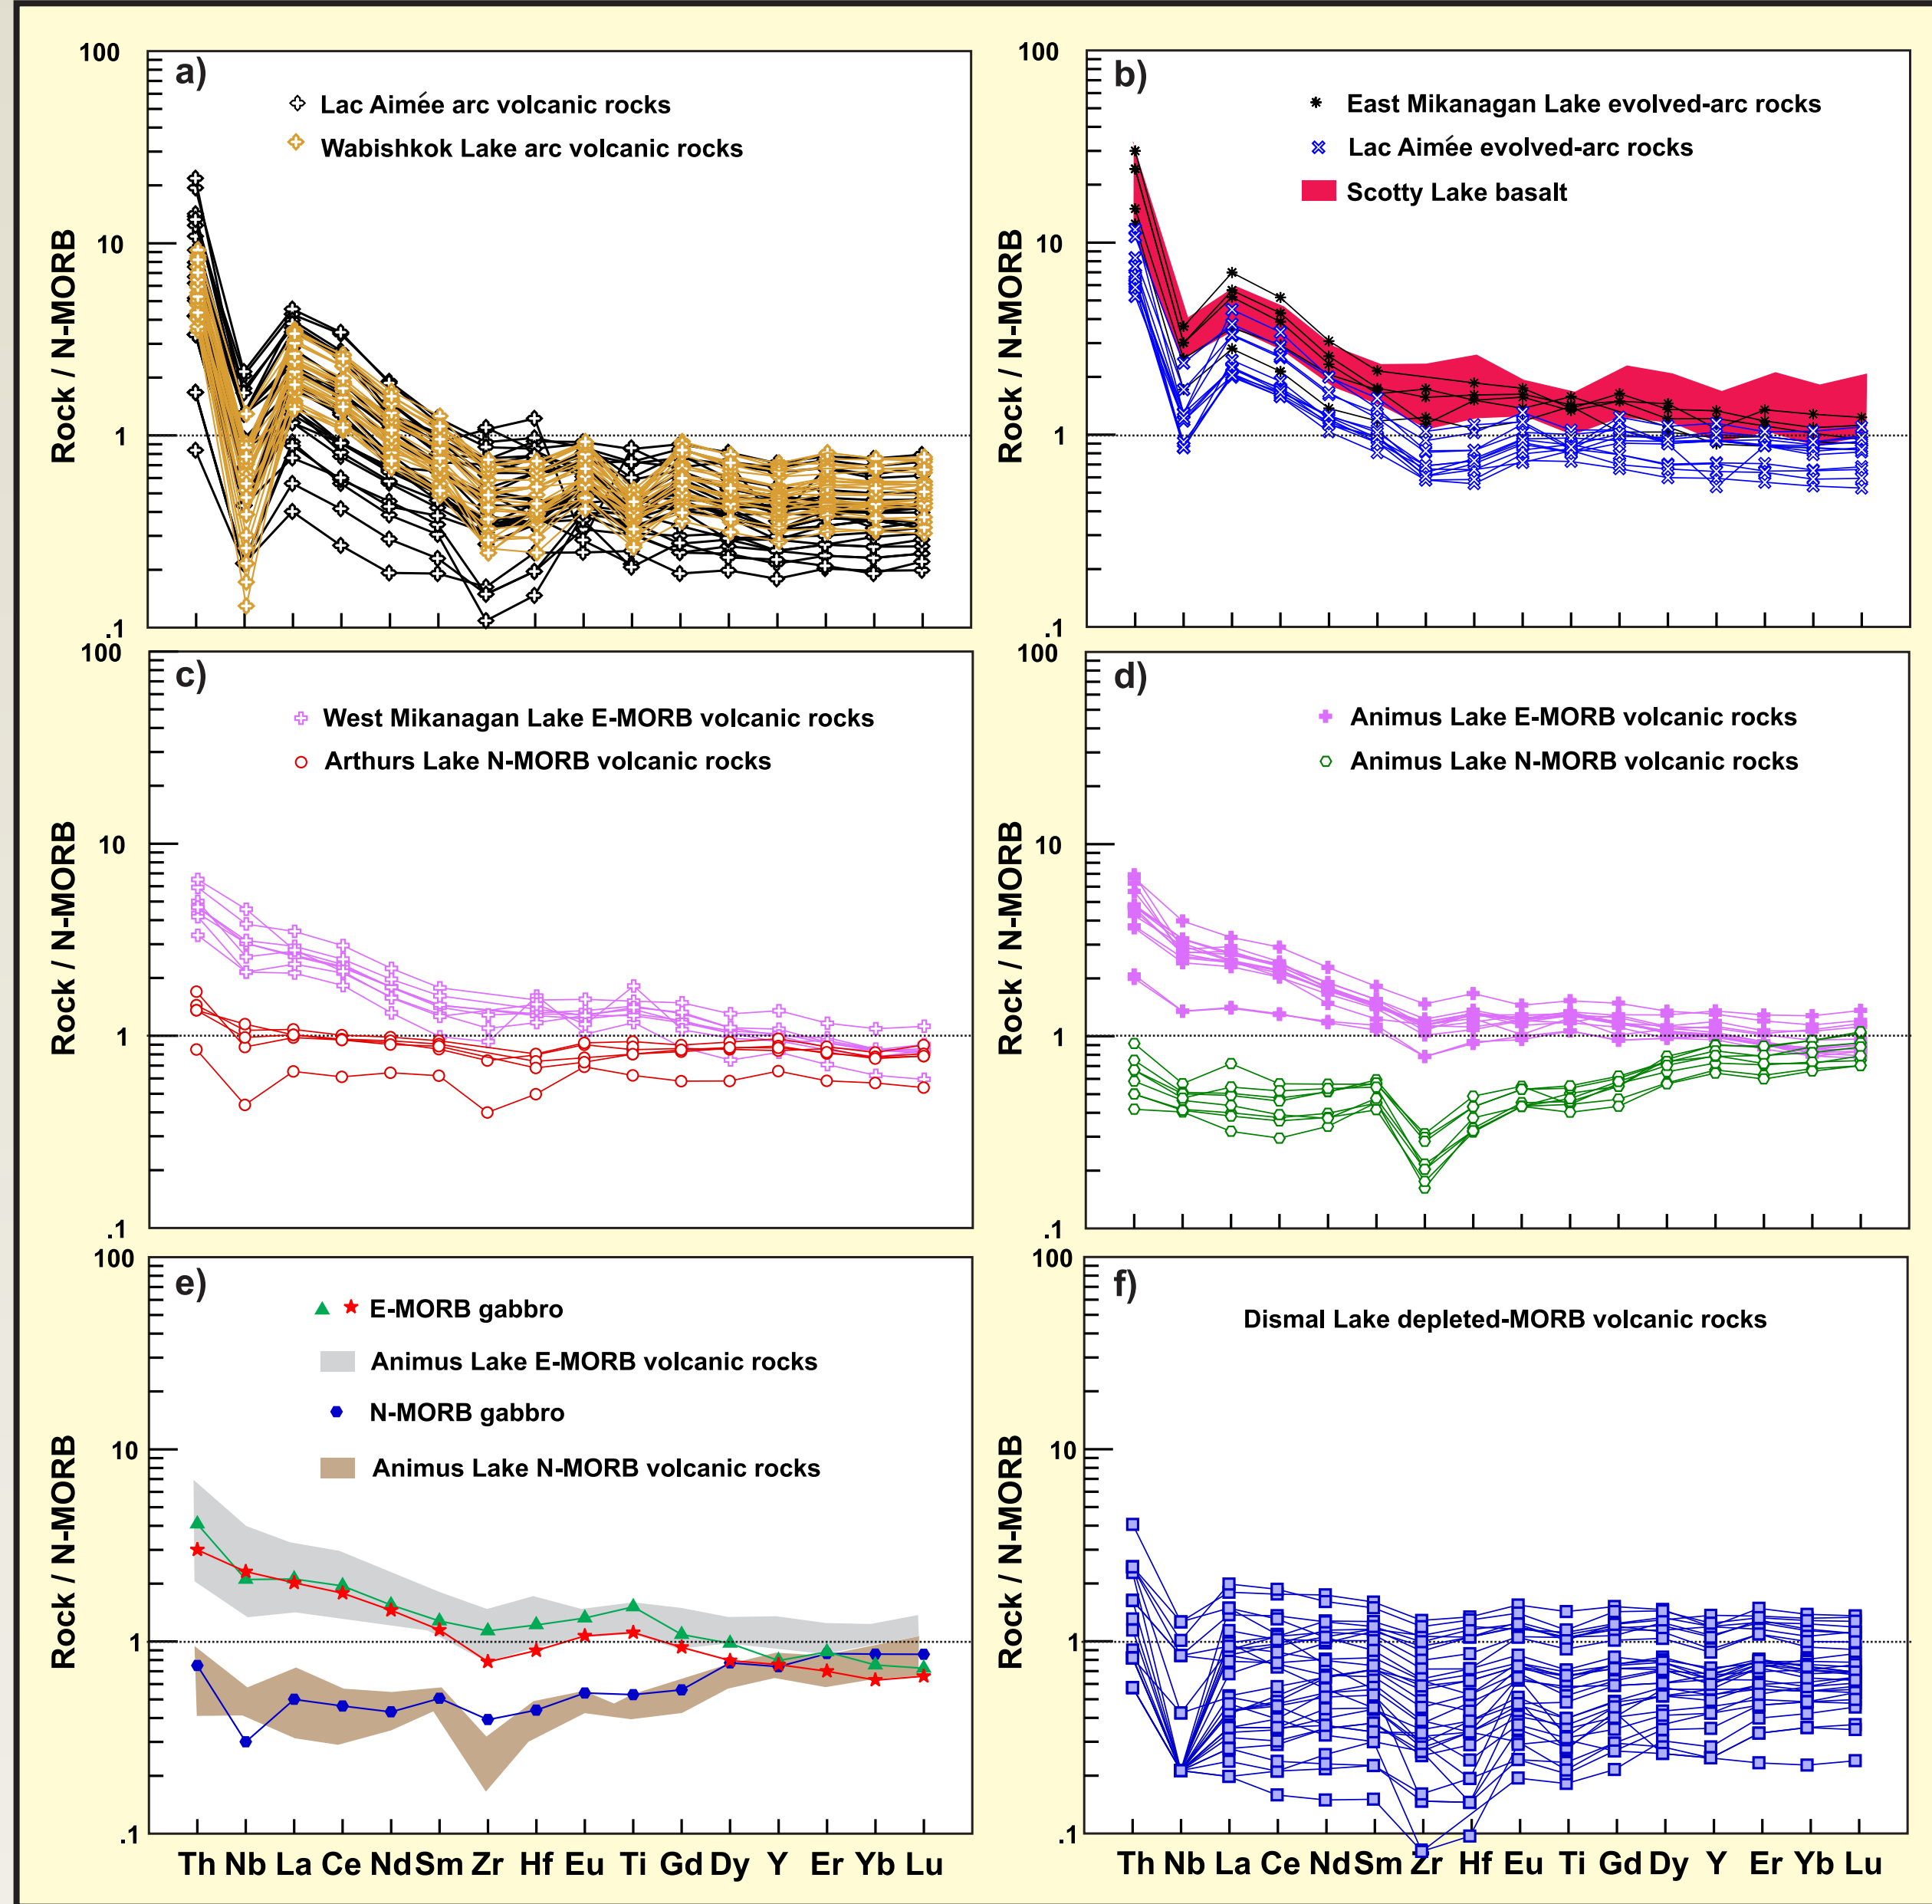 a)
100
10
1
.1
Rock / N-MORB
Lac Aimée arc volcanic rocks
Wabishkok Lake arc volcanic rocks
b)
100
10
1
.1
Rock / N-MORB
East Mikanagan Lake evolved-arc rocks
Lac Aimée evolved-arc rocks
Scotty Lake basalt
c)
100
10
1
.1
Rock / N-MORB
West Mikanagan Lake E-MORB volcanic rocks
Arthurs Lake N-MORB volcanic rocks
d)
100
10
1
.1
Rock / N-MORB
Animus Lake E-MORB volcanic rocks
Animus Lake N-MORB volcanic rocks
e)
100
10
1
.1
Rock / N-MORB
E-MORB gabbro
Animus Lake E-MORB volcanic rocks
N-MORB gabbro
Animus Lake N-MORB volcanic rocks
Th Nb La Ce Nd Sm Zr Hf Eu Ti Gd Dy Y Er Yb Lu
f)
100
10
1
.1
Rock / N-MORB
Dismal Lake depleted-MORB volcanic rocks
Th Nb La Ce Nd Sm Zr Hf Eu Ti Gd Dy Y Er Yb Lu